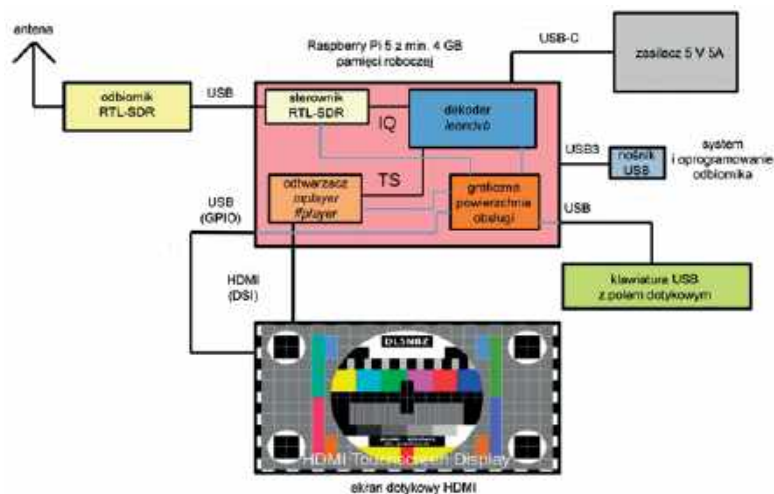 antena
Raspberry Pi 5 z min. 4 GB
pamięci roboczej
USB-C
zasilacz 5 V 5A
odbiornik
RTL-SDR
USB
sterownik
RTL-SDR
IQ
dekoder
leandvb
USB3
nośnik
USB
system
i oprogramowanie
odbiornika
odtwarzacz
mplayer
ffplayer
TS
graficzna
powierzchnia
obsługi
USB
USB
(GPIO)
HDMI
(DSI)
klawiatura USB
z polem dotykowym
DL5NBZ
HDMI Touchscreen Display
ekran dotykowy HDMI